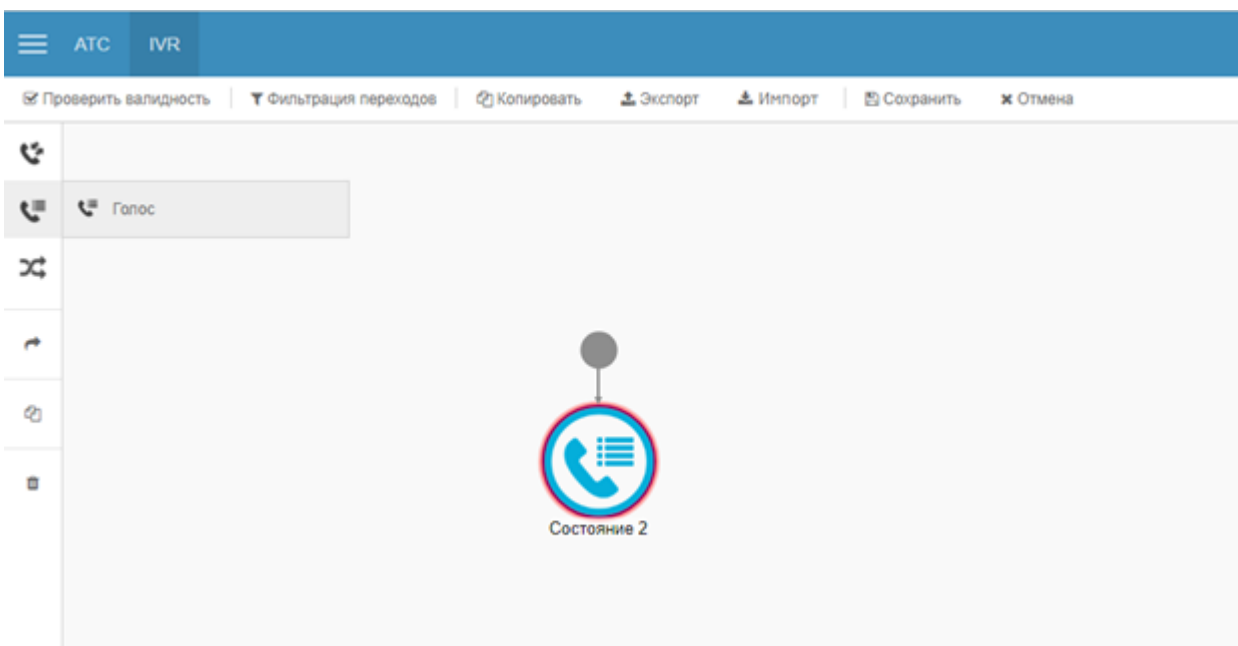 АТС IVR
Проверить валидность Фильтрация переходов Копировать Экспорт Импорт Сохранить Отмена
Голос
Состояние 2